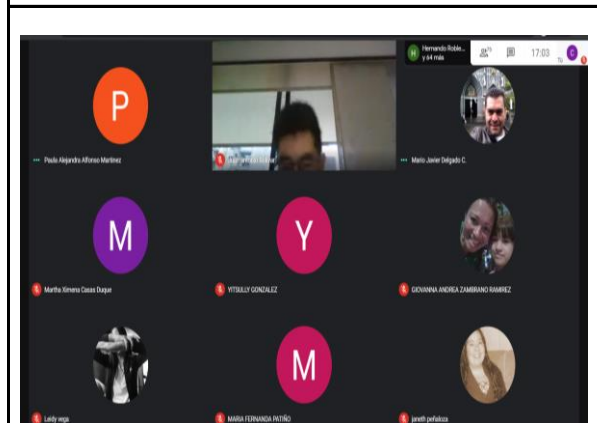 Hernando Roble...
y 64 más
17:03
TÚ
C
H
P
Paula Alejandra Alfonso Martinez
Mario Javier Delgado C.
M
Martha Ximena Casas Duque
Y
YITSULLY GONZALEZ
GIOVANNA ANDREA ZAMBRANO RAMIREZ
Leidy vega
M
MARIA FERNANDA PATIÑO
janeth peñaloza